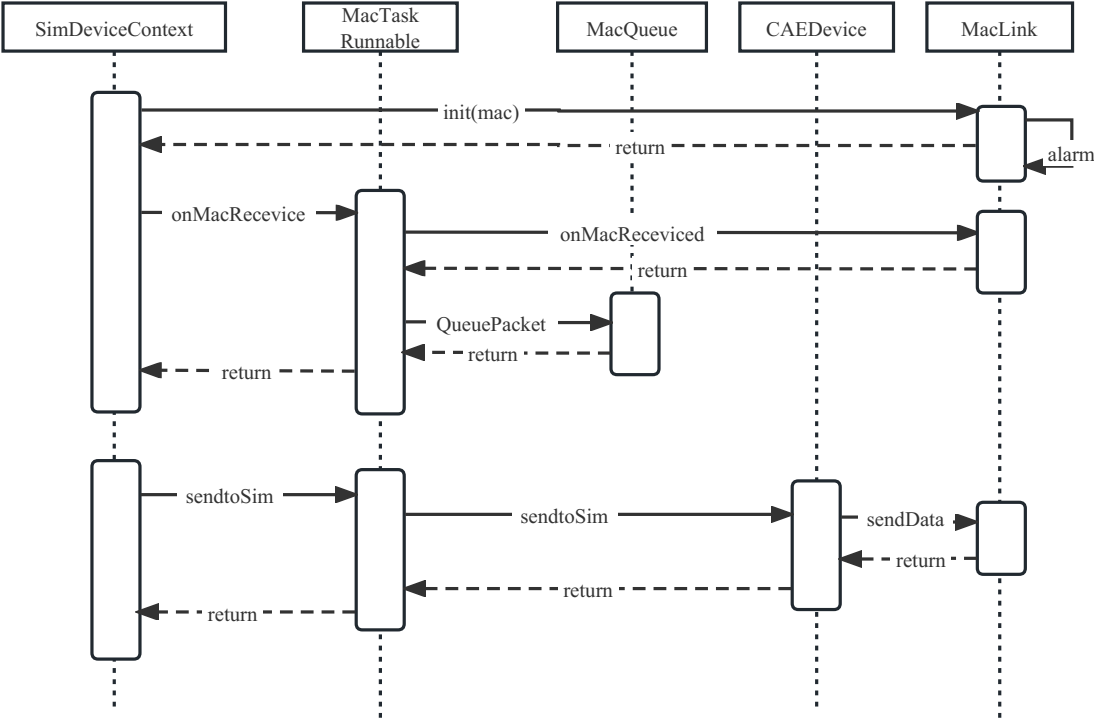 SimDeviceContext
MacTask
Runnable
MacQueue
CAEDevice
MacLink
init(mac)
return
alarm
onMacRecevice
onMacReceviced
return
QueuePacket
return
return
sendtoSim
sendtoSim
sendData
return
return
return